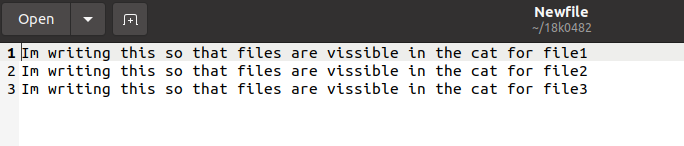 Open
Newfile
~/18k0482
1 Im writing this so that files are vissible in the cat for file1
2 Im writing this so that files are vissible in the cat for file2
3 Im writing this so that files are vissible in the cat for file3